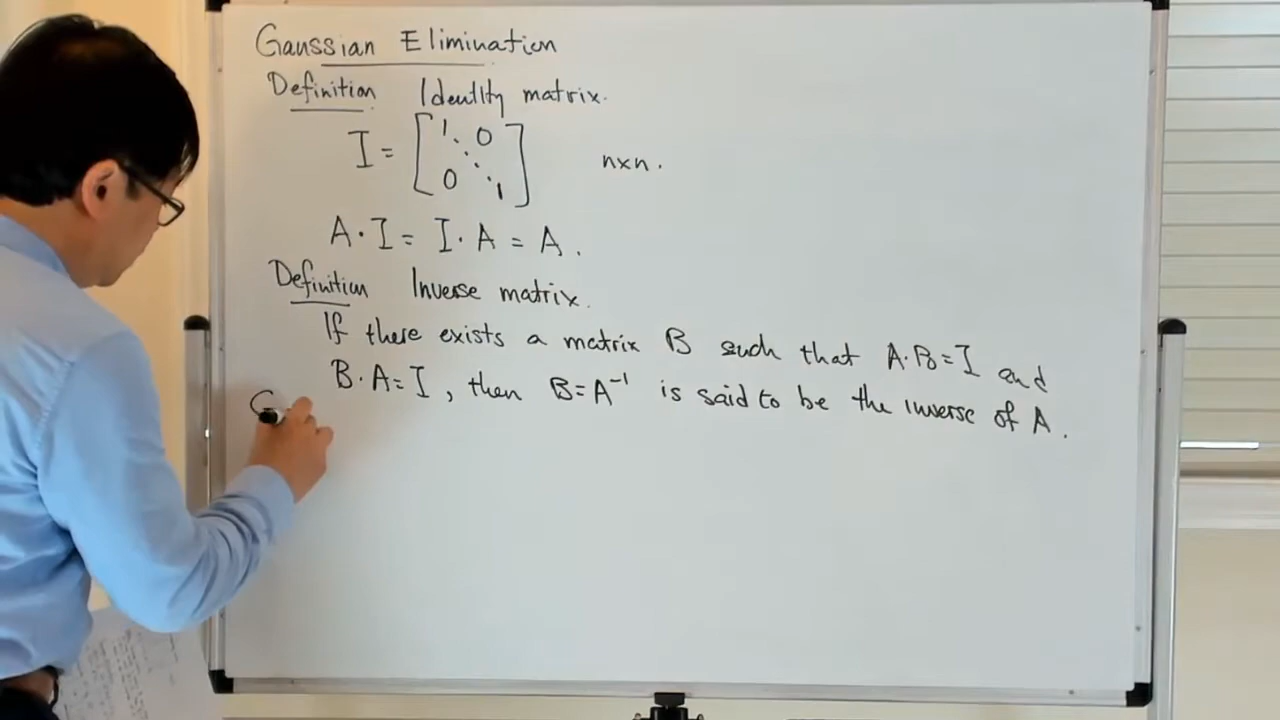 Gaussian Elimination
Definition Identity matrix.
I = [ 1 ⋱ 0 0 ⋱ 1 ] n×n.
A · I = I · A = A .
Definition Inverse matrix.
If there exists a matrix B such that A·B=I and
B·A=I , then B=A⁻¹ is said to be the inverse of A .